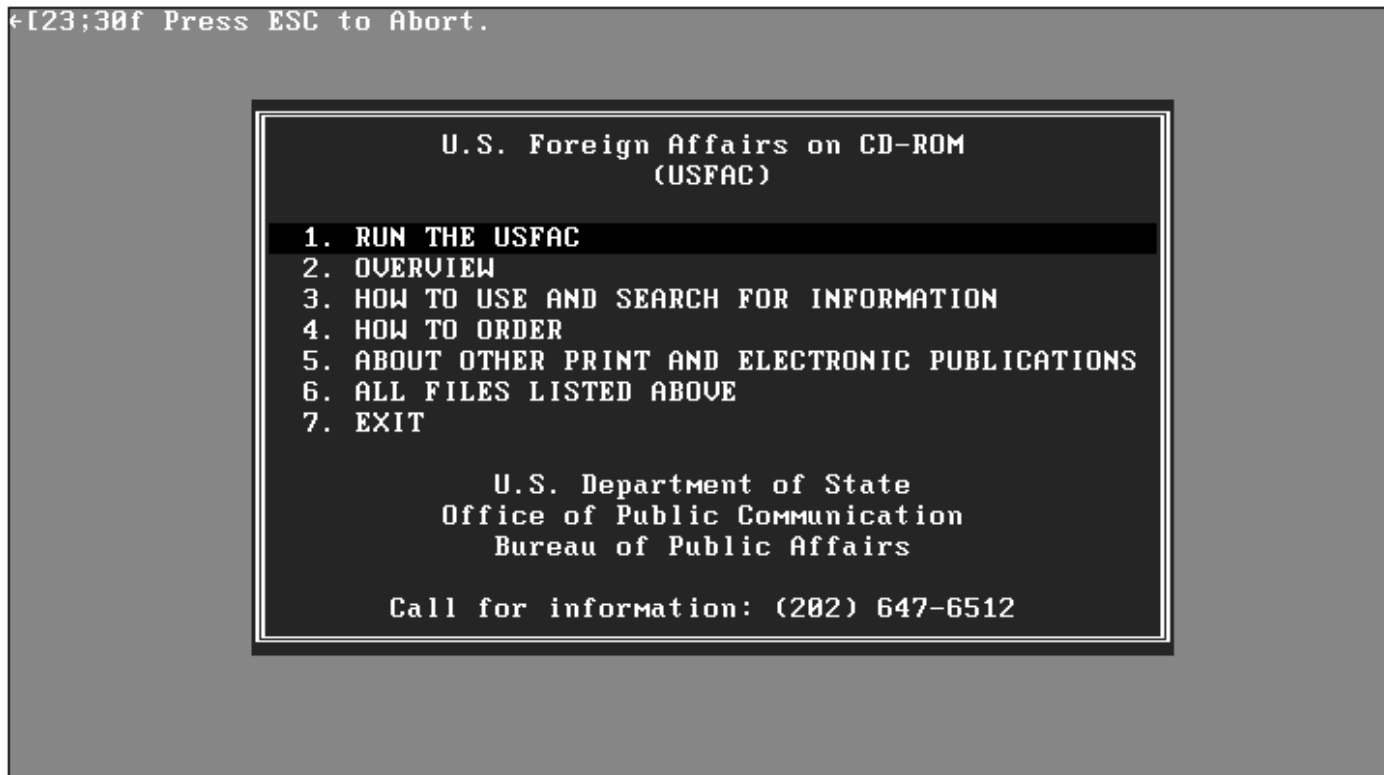 ←[23;30f Press ESC to Abort.
U.S. Foreign Affairs on CD-ROM
(USFAC)
1. RUN THE USFAC
2. OVERVIEW
3. HOW TO USE AND SEARCH FOR INFORMATION
4. HOW TO ORDER
5. ABOUT OTHER PRINT AND ELECTRONIC PUBLICATIONS
6. ALL FILES LISTED ABOVE
7. EXIT
U.S. Department of State
Office of Public Communication
Bureau of Public Affairs
Call for information: (202) 647-6512